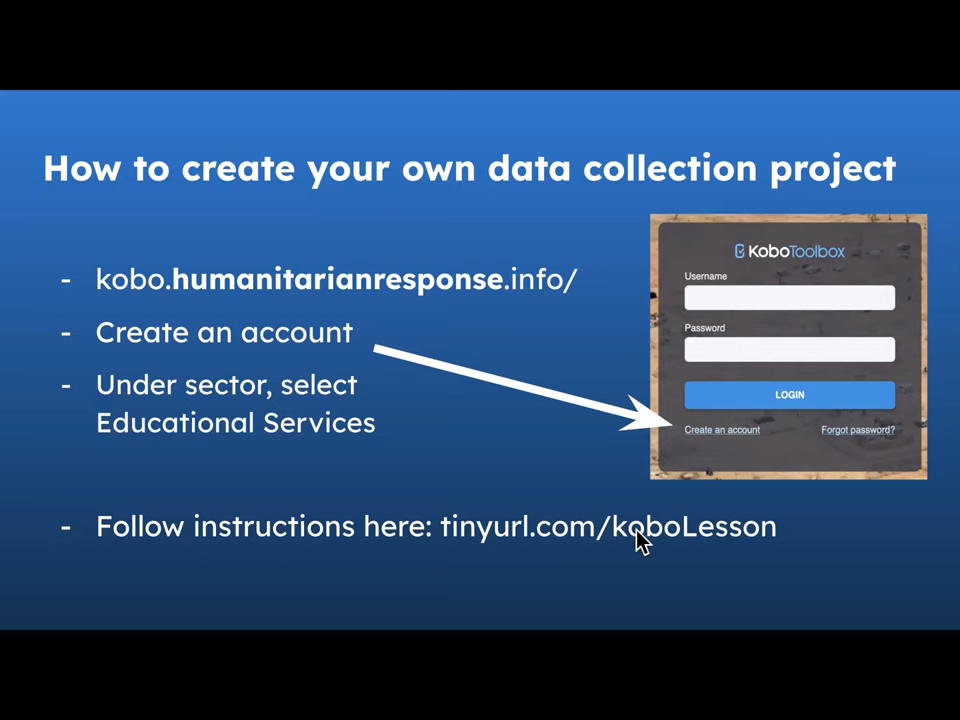 How to create your own data collection project
- kobo.humanitarianresponse.info/
- Create an account
- Under sector, select
Educational Services
- Follow instructions here: tinyurl.com/koboLesson
KoboToolbox
Username
Password
LOGIN
Create an account Forgot password?